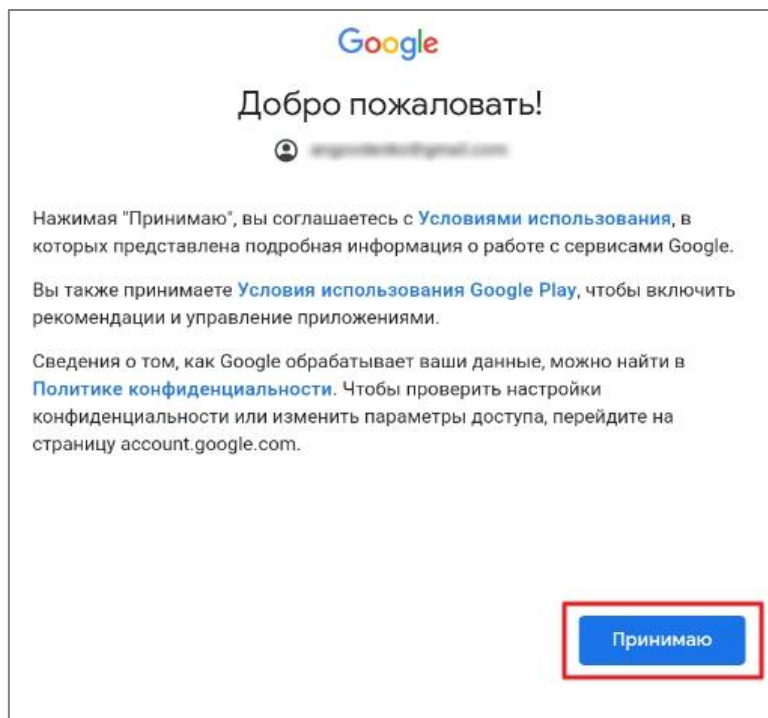 Google
Добро пожаловать!
Нажимая "Принимаю", вы соглашаетесь с Условиями использования, в
которых представлена подробная информация о работе с сервисами Google.
Вы также принимаете Условия использования Google Play, чтобы включить
рекомендации и управление приложениями.
Сведения о том, как Google обрабатывает ваши данные, можно найти в
Политике конфиденциальности. Чтобы проверить настройки
конфиденциальности или изменить параметры доступа, перейдите на
страницу account.google.com.
Принимаю